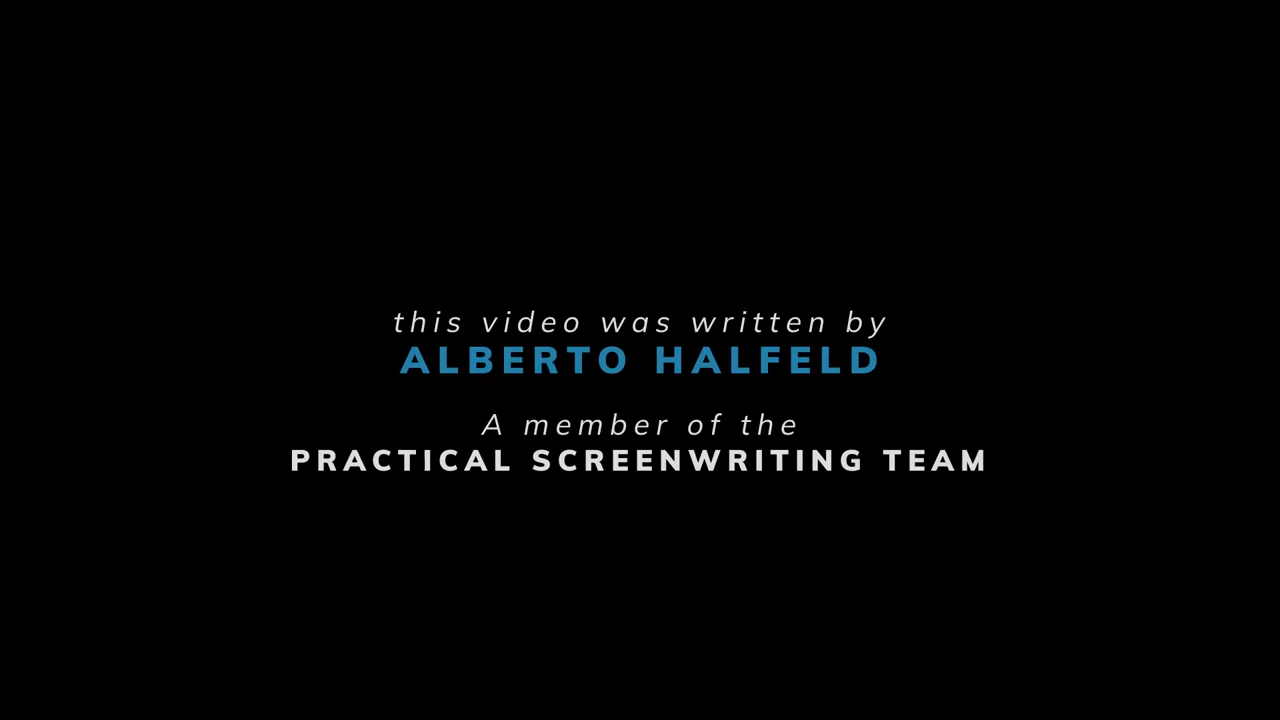 this video was written by
ALBERTO HALFELD
A member of the
PRACTICAL SCREENWRITING TEAM